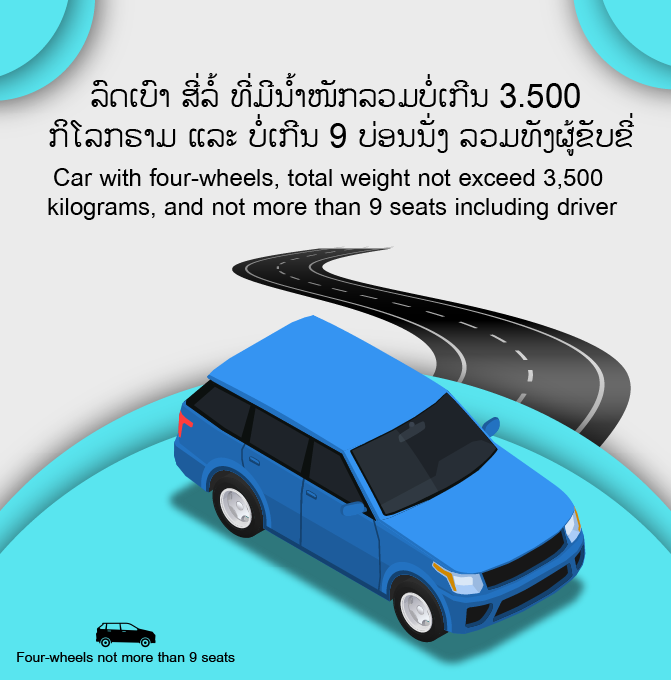 ລົດເບົາ ສີ່ລໍ້ ທີ່ມີນ້ຳໜັກລວມບໍ່ເກີນ 3.500
ກິໂລກຣາມ ແລະ ບໍ່ເກີນ 9 ບ່ອນນັ່ງ ລວມທັງຜູ້ຂັບຂີ່
Car with four-wheels, total weight not exceed 3,500
kilograms, and not more than 9 seats including driver
Four-wheels not more than 9 seats